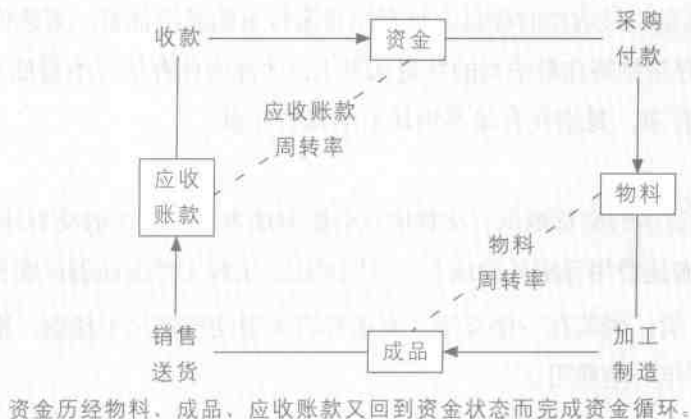 收款
资金
采购
付款
应收账款
周转率
应收
账款
物料
物料
周转率
销售
送货
成品
加工
制造
资金历经物料、成品、应收账款又回到资金状态而完成资金循环、